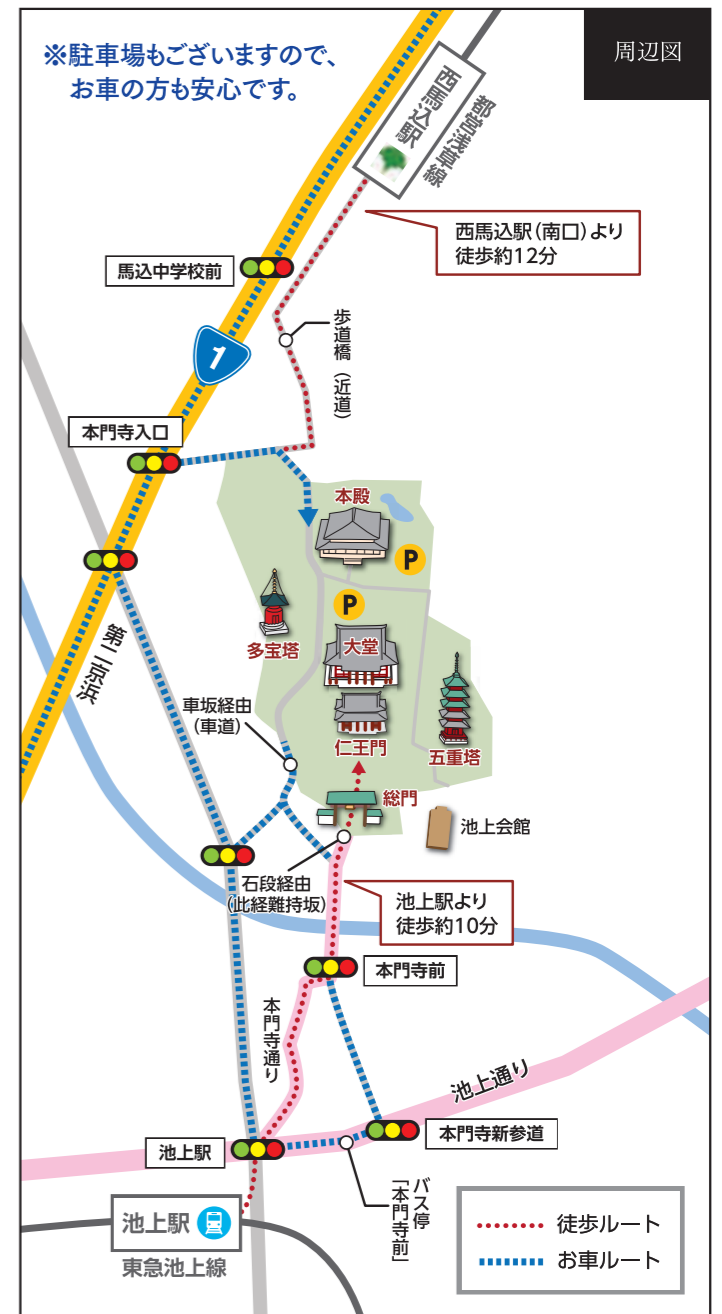 周辺図
※駐車場もございますので、
お車の方も安心です。
西馬込駅
都営浅草線
西馬込駅(南口)より
徒歩約12分
馬込中学校前
歩道橋(近道)
1
本門寺入口
本殿
P
P
多宝塔
大堂
第二京浜
車坂経由
(車道)
仁王門
五重塔
総門
池上会館
石段経由
(此経難持坂)
池上駅より
徒歩約10分
本門寺前
本門寺通り
池上通り
本門寺新参道
池上駅
バス停
「本門寺前」
池上駅
東急池上線
徒歩ルート
お車ルート